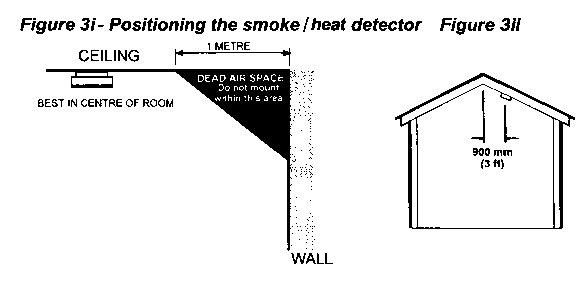 Figure 3i- Positioning the smoke/heat detector Figure 3ii
1 METRE
CEILING
DEAD AIR SPACE
Do not mount
within this area
BEST IN CENTRE OF ROOM
900 mm
(3 ft)
WALL